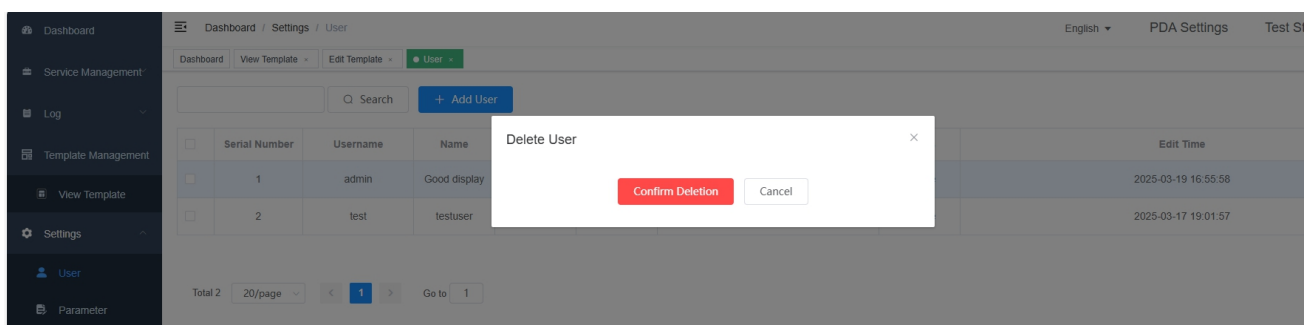 Dashboard
Dashboard / Settings / User
English
PDA Settings
Dashboard
View Template ×
Edit Template ×
User ×
Service Management
Search
+ Add User
Log
Delete User
×
Serial Number
Username
Name
Edit Time
Template Management
1
admin
Good display
2025-03-19 16:55:58
Confirm Deletion
Cancel
View Template
2
test
testuser
2025-03-17 19:01:57
Settings
User
Total 2
20/page
<
1
>
Go to
1
Parameter